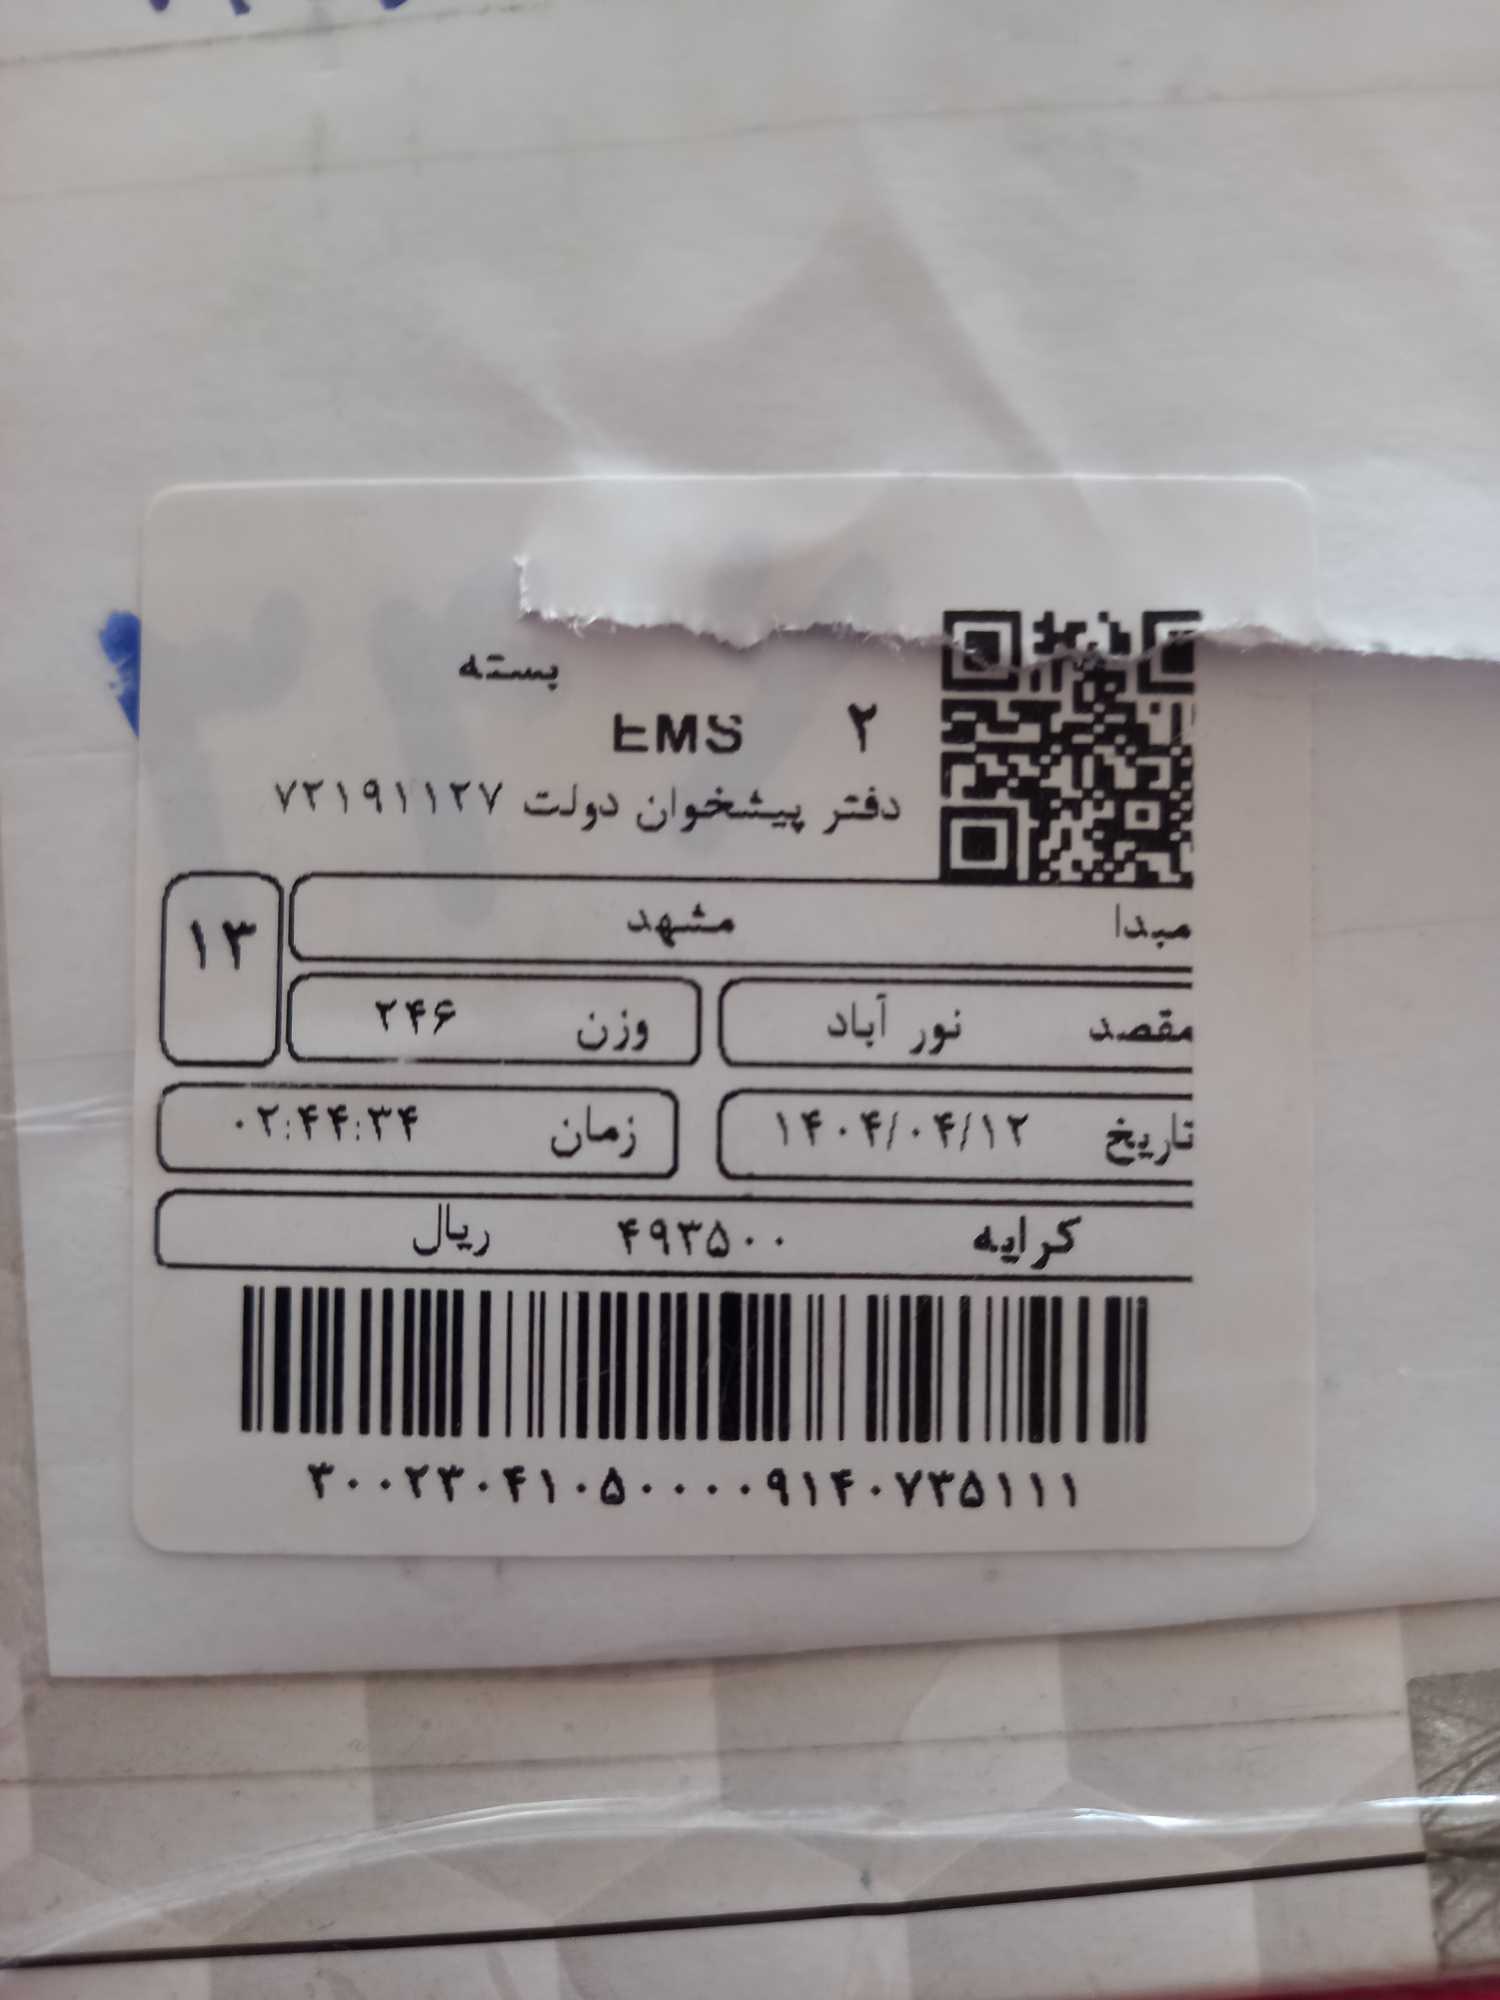 بسته
۲ EMS
دفتر پیشخوان دولت ۷۲۱۹۱۱۲۷
مبدا مشهد ۱۳
مقصد نور آباد وزن ۲۴۶
تاریخ ۱۴۰۴/۰۴/۱۲ زمان ۰۲:۴۴:۳۴
کرایه ۴۹۳۵۰۰ ریال
۳۰۰۲۳۰۴۱۰۵۰۰۰۰۹۱۴۰۷۳۵۱۱۱